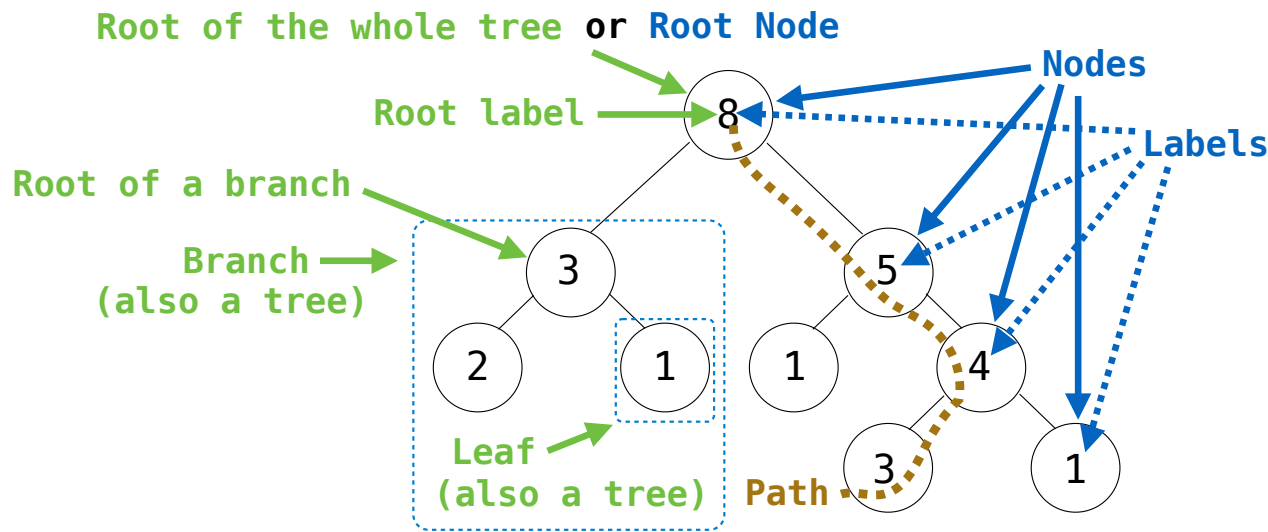 Root of the whole tree or Root Node
Nodes
Root label
8
Labels
Root of a branch
Branch
(also a tree)
3
5
2
1
1
4
Leaf
(also a tree)
Path
3
1